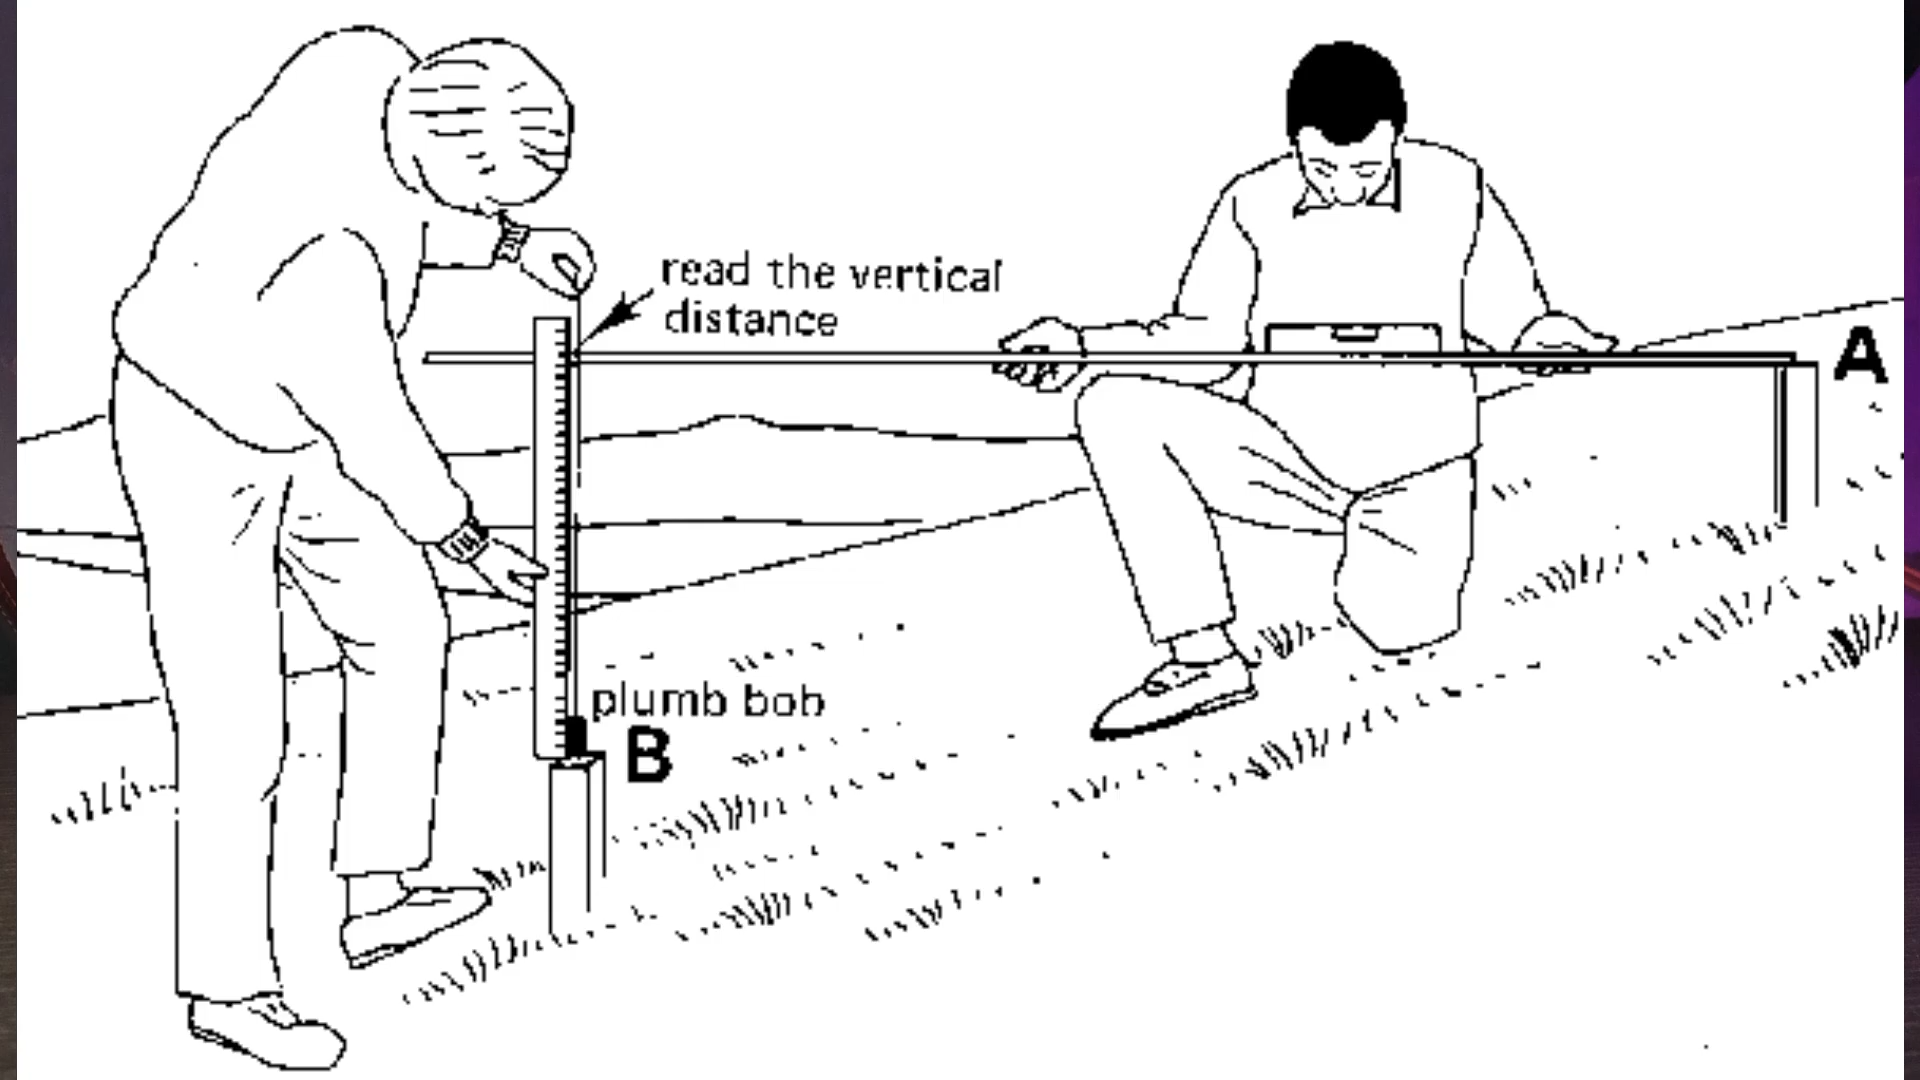 read the vertical
distance
A
plumb bob
B